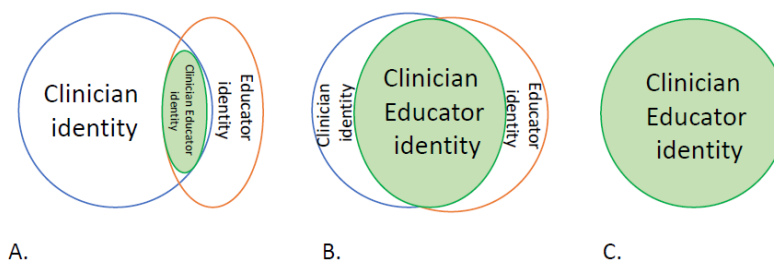 Clinician
identity
Clinician Educator
identity
Educator
identity
Clinician
identity
Clinician
Educator
identity
Educator
identity
Clinician
Educator
identity
A.
B.
C.